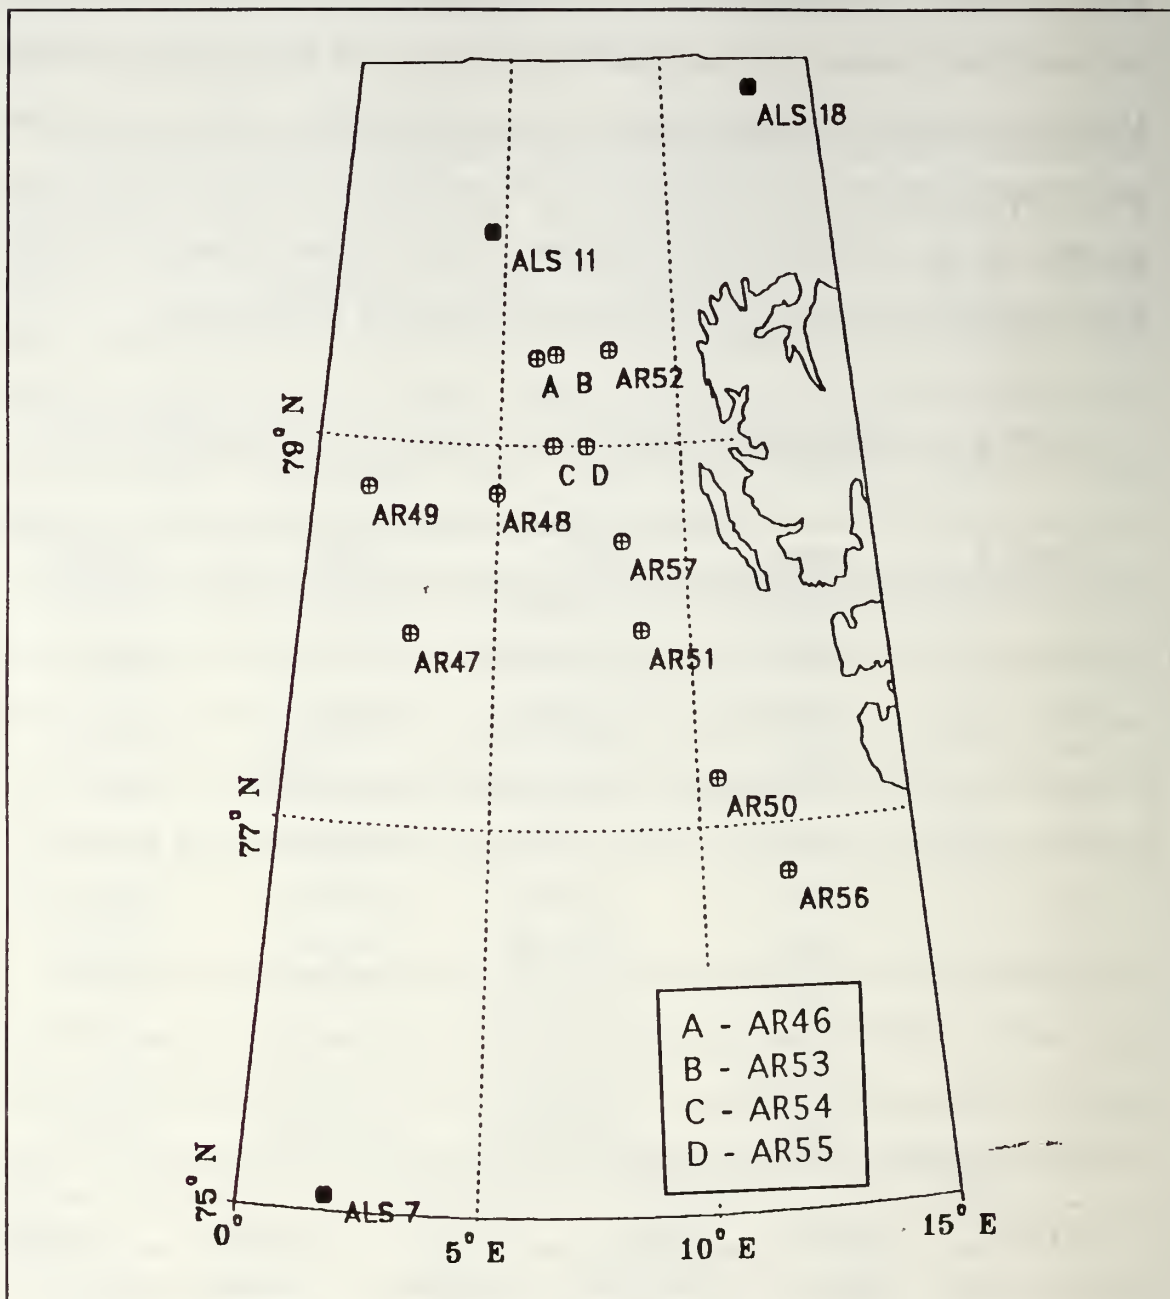 ALS 18
ALS 11
A B AR52
79° N
C D
AR49 AR48
AR57
AR47 AR51
77° N
AR50
AR56
A - AR46
B - AR53
C - AR54
D - AR55
75° N
ALS 7
0° 5° E 10° E 15° E